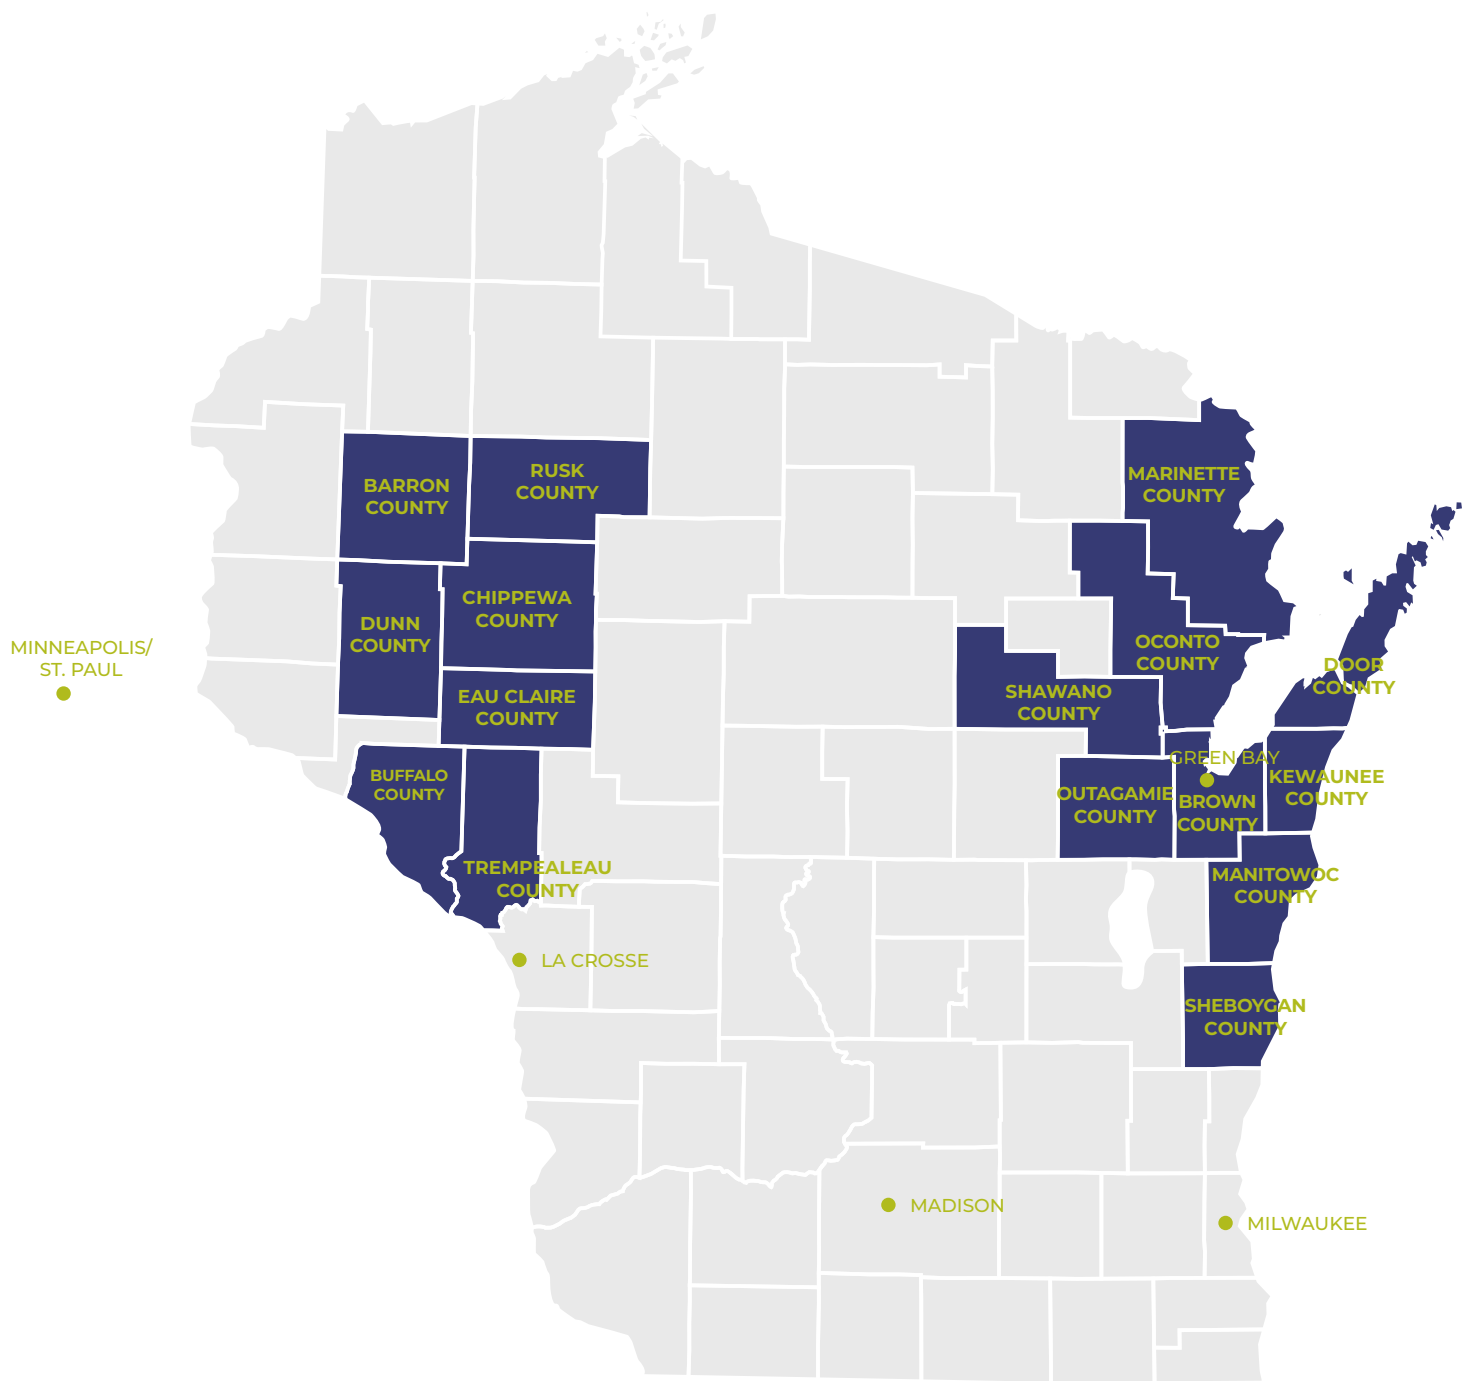 RUSK
COUNTY
BARRON
COUNTY
MARINETTE
COUNTY
CHIPPEWA
COUNTY
DUNN
COUNTY
MINNEAPOLIS/
ST. PAUL
OCONTO
COUNTY
DOOR
COUNTY
EAU CLAIRE
COUNTY
SHAWANO
COUNTY
GREEN BAY
BUFFALO
COUNTY
KEWAUNEE
COUNTY
OUTAGAMIE
COUNTY
BROWN
COUNTY
TREMPEALEAU
COUNTY
MANITOWOC
COUNTY
LA CROSSE
SHEBOYGAN
COUNTY
MADISON
MILWAUKEE